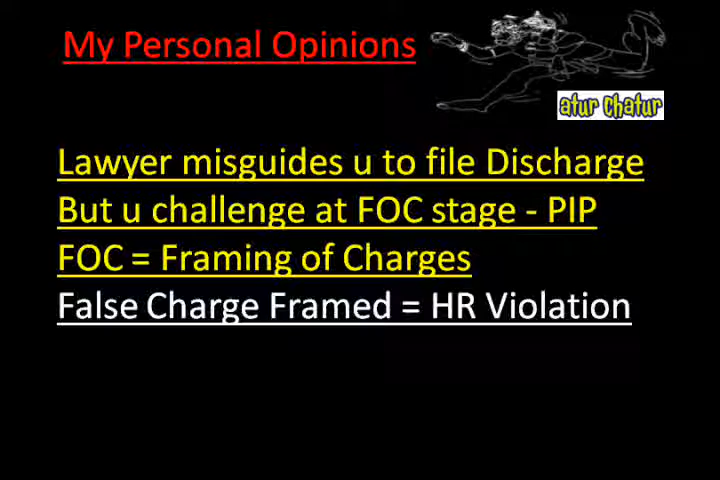 My Personal Opinions
atur chatur
Lawyer misguides u to file Discharge
But u challenge at FOC stage - PIP
FOC = Framing of Charges
False Charge Framed = HR Violation